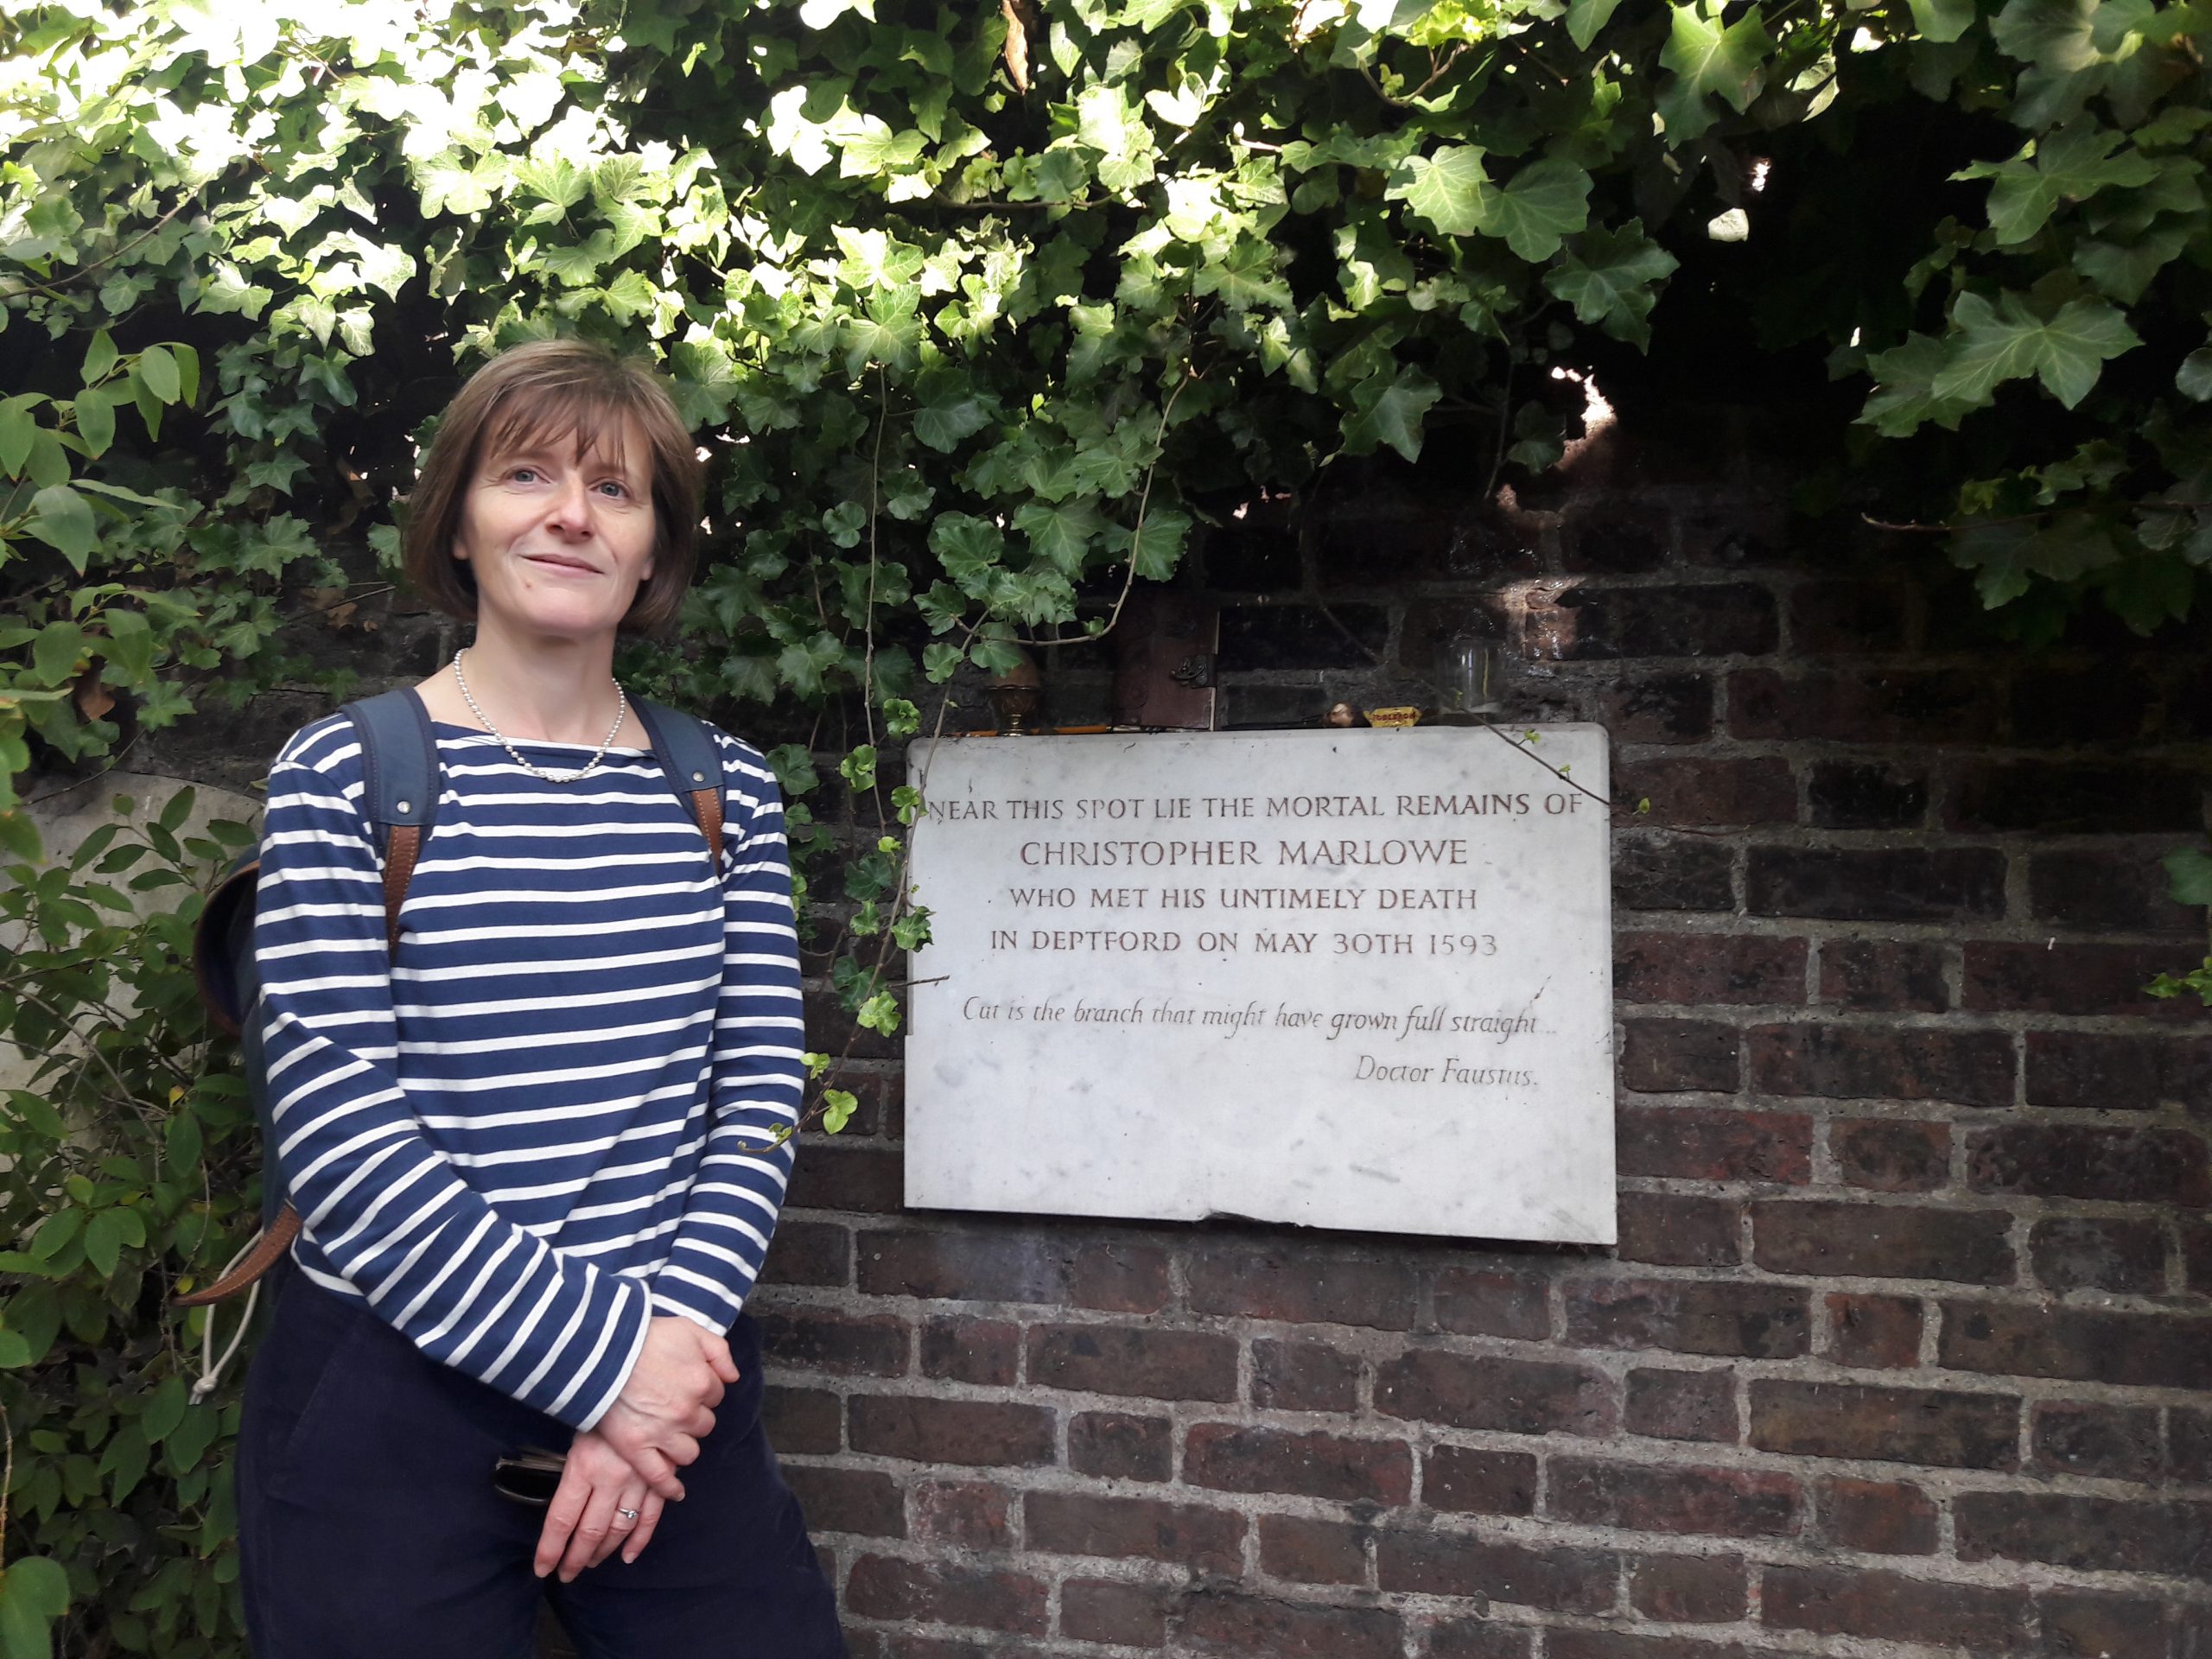 NEAR THIS SPOT LIE THE MORTAL REMAINS OF
CHRISTOPHER MARLOWE
WHO MET HIS UNTIMELY DEATH
IN DEPTFORD ON MAY 30TH 1593
Cut is the branch that might have grown full straight...
Doctor Faustus.